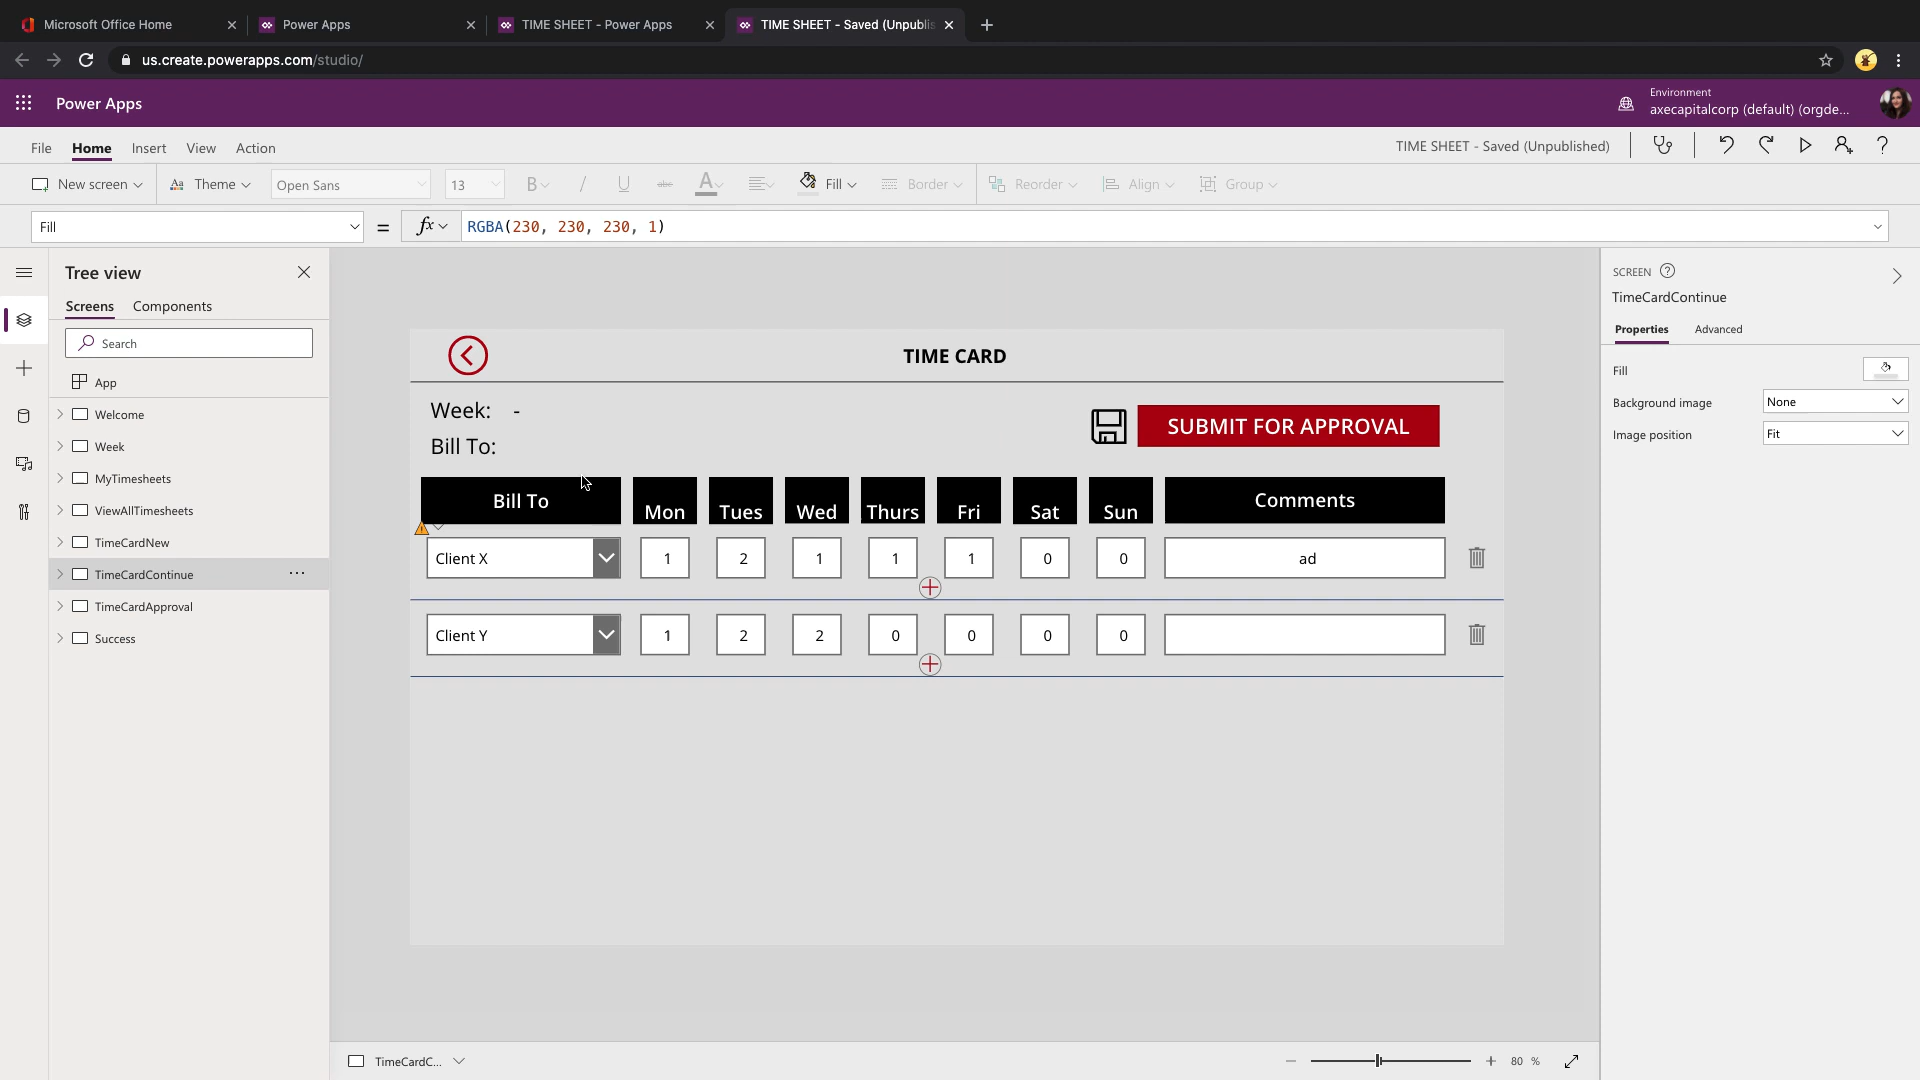 Microsoft Office Home
Power Apps
TIME SHEET - Power Apps
TIME SHEET - Saved (Unpublis
us.create.powerapps.com/studio/
Power Apps
Environment
axecapitalcorp (default) (orgde...
File Home Insert View Action
TIME SHEET - Saved (Unpublished)
New screen Theme Open Sans 13 B / U abc A Fill Border Reorder Align Group
Fill = fx RGBA(230, 230, 230, 1)
Tree view
Screens Components
Search
App
Welcome
Week
MyTimesheets
ViewAllTimesheets
TimeCardNew
TimeCardContinue ...
TimeCardApproval
Success
TIME CARD
Week: -
Bill To:
SUBMIT FOR APPROVAL
Bill To Mon Tues Wed Thurs Fri Sat Sun Comments
Client X 1 2 1 1 1 0 0 ad
Client Y 1 2 2 0 0 0 0
TimeCardC...
80 %
SCREEN
TimeCardContinue
Properties Advanced
Fill
Background image None
Image position Fit